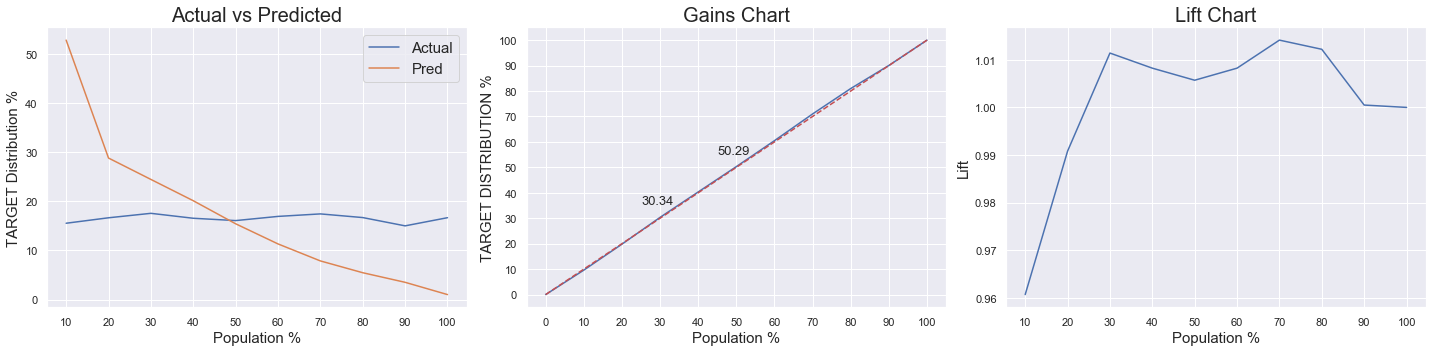 Actual vs Predicted
TARGET Distribution %
50
40
30
20
10
0
Actual
Pred
10 20 30 40 50 60 70 80 90 100
Population %
Gains Chart
TARGET DISTRIBUTION %
100
90
80
70
60
50
40
30
20
10
0
50.29
30.34
0 10 20 30 40 50 60 70 80 90 100
Population %
Lift Chart
Lift
1.01
1.00
0.99
0.98
0.97
0.96
10 20 30 40 50 60 70 80 90 100
Population %